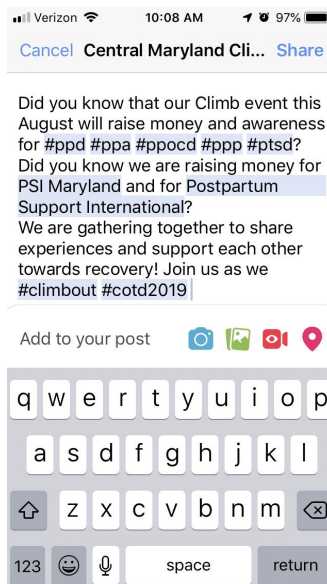 Verizon 10:08 AM 97%
Cancel Central Maryland Cli... Share
Did you know that our Climb event this
August will raise money and awareness
for #ppd #ppa #ppocd #ppp #ptsd?
Did you know we are raising money for
PSI Maryland and for Postpartum
Support International?
We are gathering together to share
experiences and support each other
towards recovery! Join us as we
#climbout #cotd2019
Add to your post
q w e r t y u i o p
a s d f g h j k l
z x c v b n m
123 space return